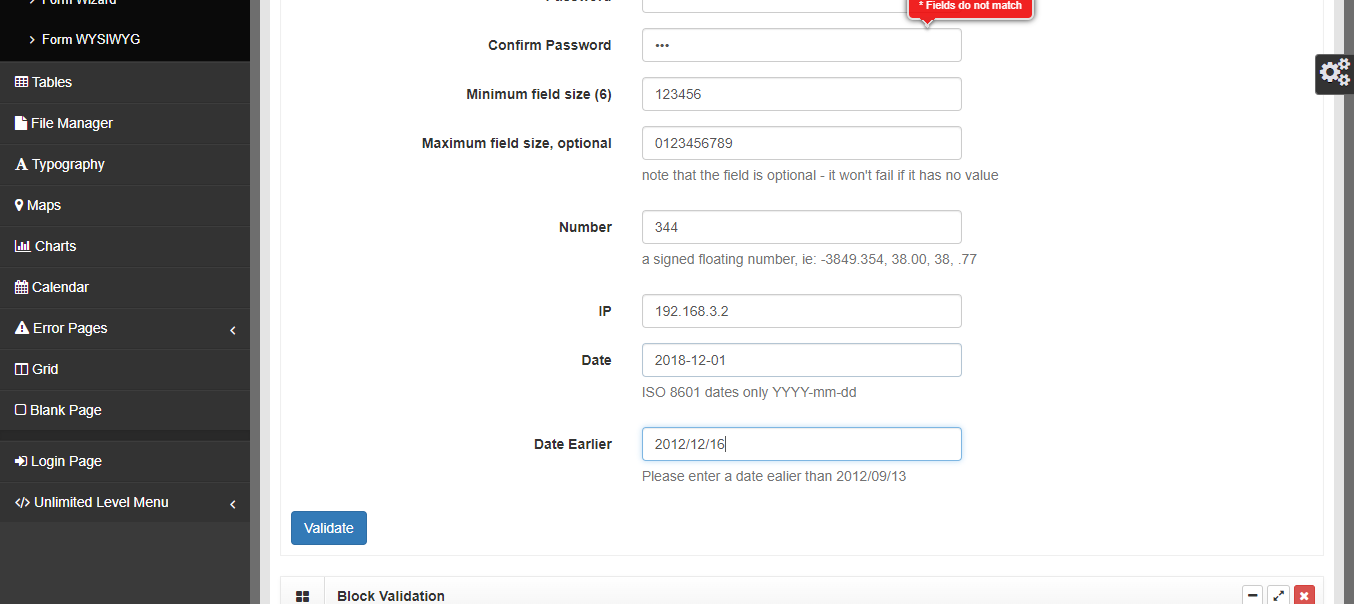 Form Wizard
Form WYSIWYG
Tables
File Manager
Typography
Maps
Charts
Calendar
Error Pages
Grid
Blank Page
Login Page
Unlimited Level Menu
Password
* Fields do not match
Confirm Password
•••
Minimum field size (6)
123456
Maximum field size, optional
0123456789
note that the field is optional - it won't fail if it has no value
Number
344
a signed floating number, ie: -3849.354, 38.00, 38, .77
IP
192.168.3.2
Date
2018-12-01
ISO 8601 dates only YYYY-mm-dd
Date Earlier
2012/12/16
Please enter a date ealier than 2012/09/13
Validate
Block Validation